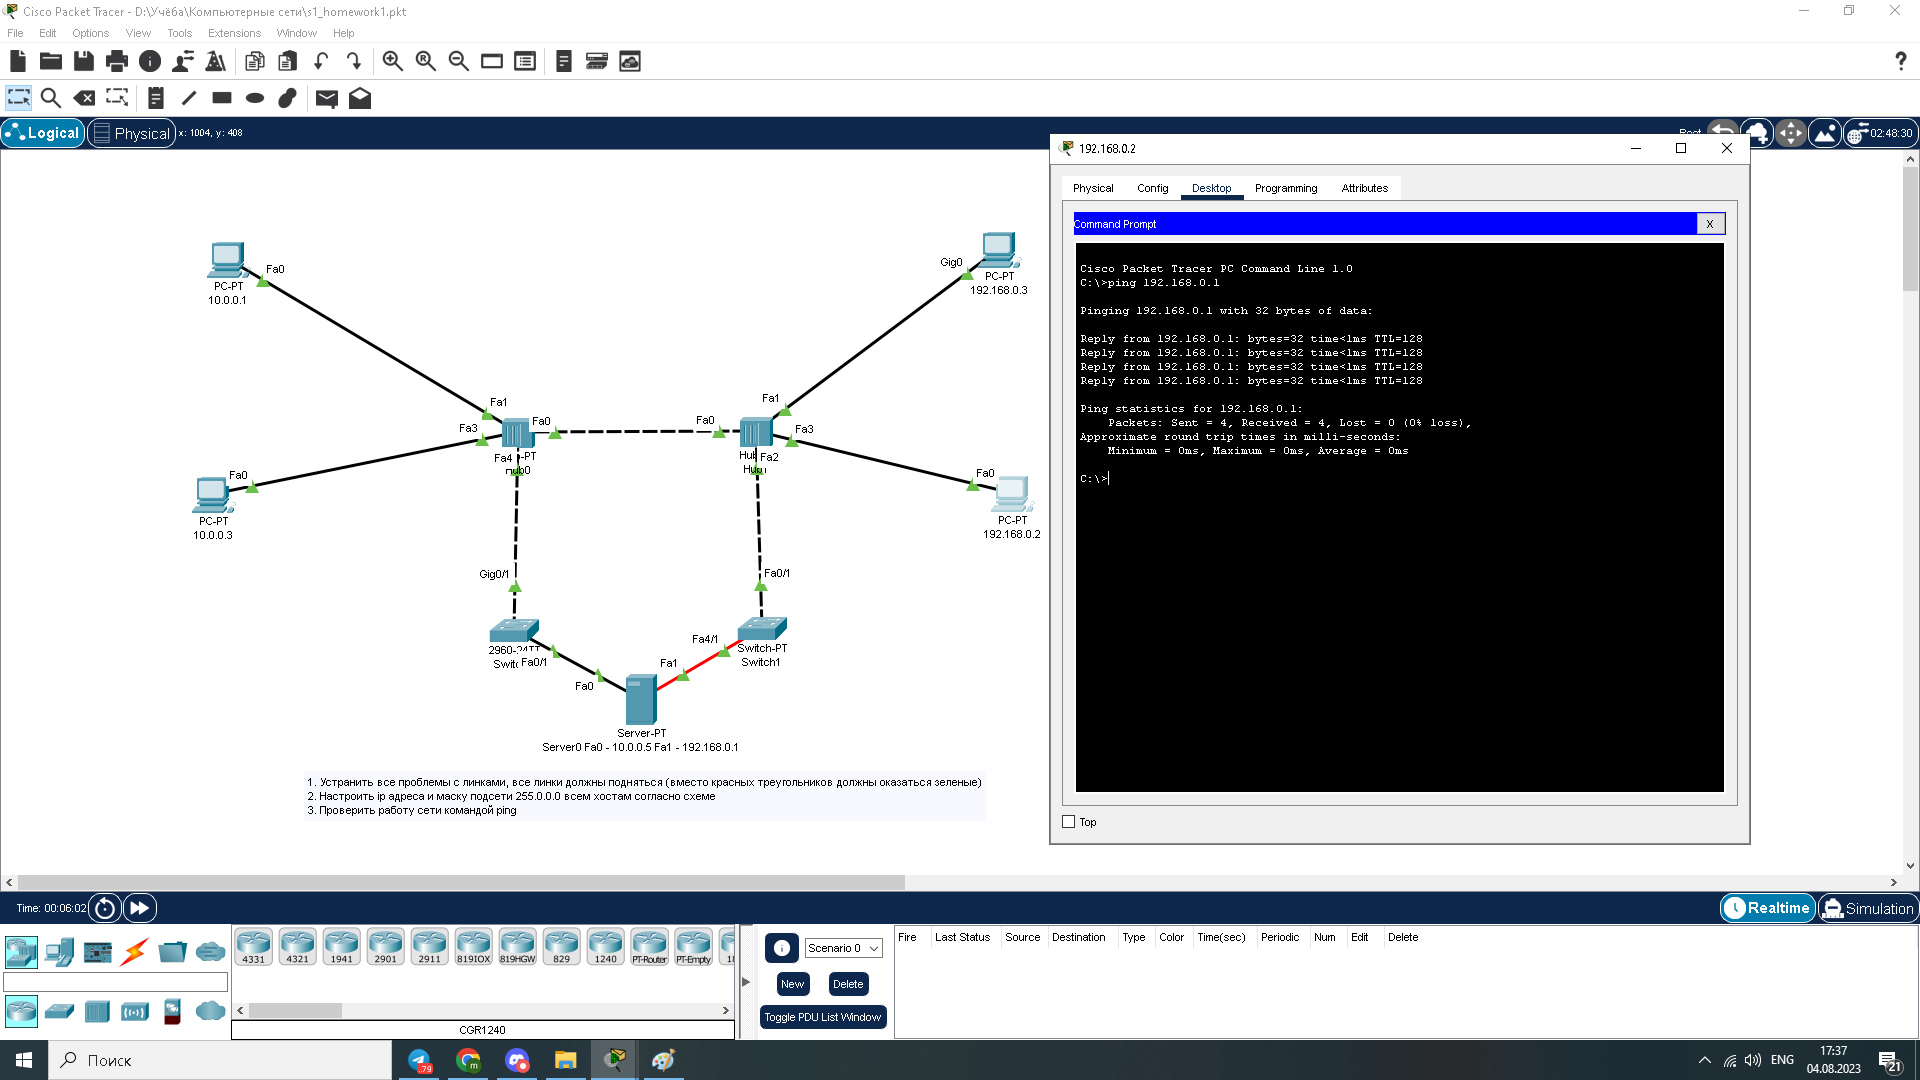 Cisco Packet Tracer - D:\Учёба\Компьютерные сети\s1_homework1.pkt
File Edit Options View Tools Extensions Window Help
Logical Physical x: 1004, y: 408
Root 02:48:30
PC-PT
10.0.0.1
Fa0
Fa1
Fa3
Fa0
Fa4
-PT
Fa0
PC-PT
10.0.0.3
Gig0
PC-PT
192.168.0.3
Fa1
Fa0
Fa3
Fa2
Fa0
PC-PT
192.168.0.2
Gig0/1
Fa0/1
Fa0/1
Fa0
Fa4/1
Fa1
Switch-PT
Switch1
Server-PT
Server0 Fa0 - 10.0.0.5 Fa1 - 192.168.0.1
1. Устранить все проблемы с линками, все линки должны подняться (вместо красных треугольников должны оказаться зеленые)
2. Настроить ip адреса и маску подсети 255.0.0.0 всем хостам согласно схеме
3. Проверить работу сети командой ping
192.168.0.2
Physical Config Desktop Programming Attributes
Command Prompt X
Cisco Packet Tracer PC Command Line 1.0
C:\>ping 192.168.0.1
Pinging 192.168.0.1 with 32 bytes of data:
Reply from 192.168.0.1: bytes=32 time<1ms TTL=128
Reply from 192.168.0.1: bytes=32 time<1ms TTL=128
Reply from 192.168.0.1: bytes=32 time<1ms TTL=128
Reply from 192.168.0.1: bytes=32 time<1ms TTL=128
Ping statistics for 192.168.0.1:
Packets: Sent = 4, Received = 4, Lost = 0 (0% loss),
Approximate round trip times in milli-seconds:
Minimum = 0ms, Maximum = 0ms, Average = 0ms
C:\>
Top
Time: 00:06:02
Realtime Simulation
4331 4321 1941 2901 2911 819IOX 819HGW 829 1240 PT-Router PT-Empty
CGR1240
Scenario 0
New Delete
Toggle PDU List Window
Fire Last Status Source Destination Type Color Time(sec) Periodic Num Edit Delete
Поиск
.79
ENG
17:37
04.08.2023
21